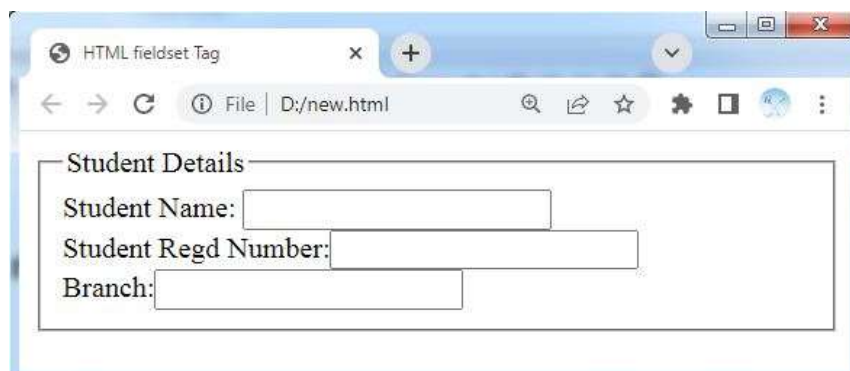 HTML fieldset Tag
File | D:/new.html
Student Details
Student Name:
Student Regd Number:
Branch: